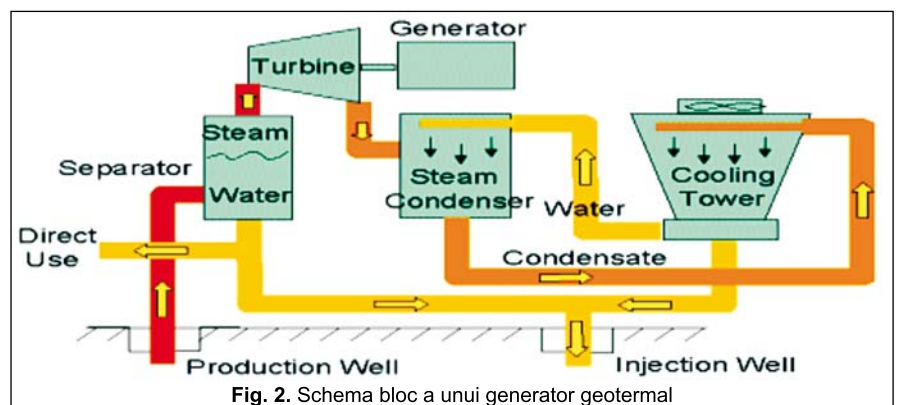 Generator
Turbine
Steam
Separator
Water
Steam
Condenser
Cooling
Tower
Water
Direct
Use
Condensate
Production Well
Injection Well
Fig. 2. Schema bloc a unui generator geotermal